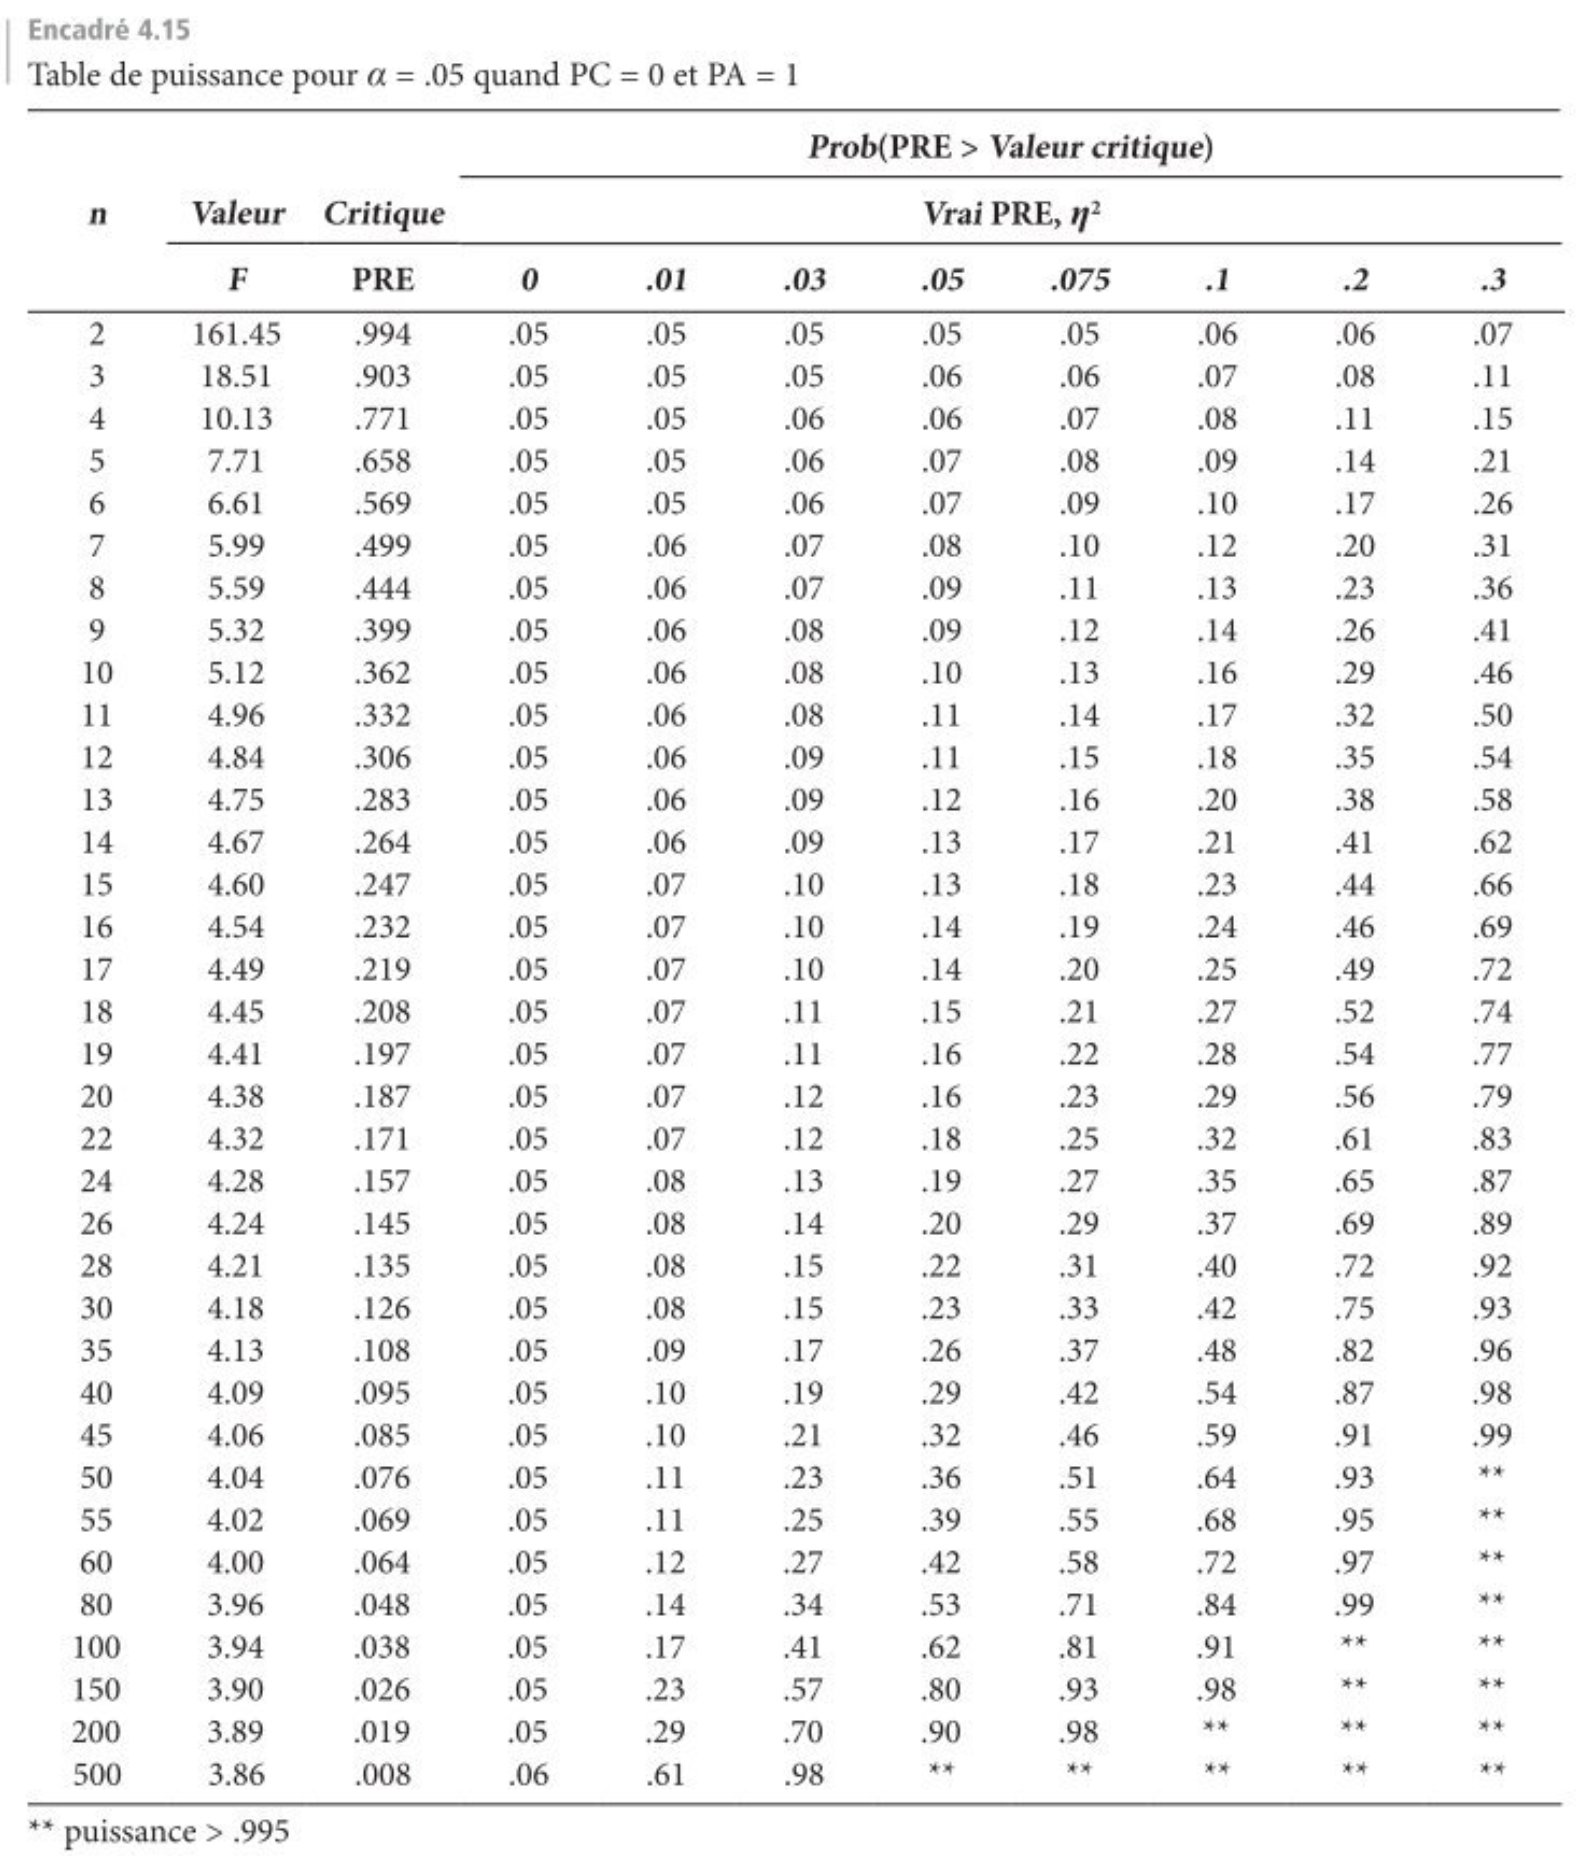 Encadré 4.15
Table de puissance pour α = .05 quand PC = 0 et PA = 1
Prob(PRE > Valeur critique)
n Valeur Critique Vrai PRE, η²
F PRE 0 .01 .03 .05 .075 .1 .2 .3
2 161.45 .994 .05 .05 .05 .05 .05 .06 .06 .07
3 18.51 .903 .05 .05 .05 .06 .06 .07 .08 .11
4 10.13 .771 .05 .05 .06 .06 .07 .08 .11 .15
5 7.71 .658 .05 .05 .06 .07 .08 .09 .14 .21
6 6.61 .569 .05 .05 .06 .07 .09 .10 .17 .26
7 5.99 .499 .05 .06 .07 .08 .10 .12 .20 .31
8 5.59 .444 .05 .06 .07 .09 .11 .13 .23 .36
9 5.32 .399 .05 .06 .08 .09 .12 .14 .26 .41
10 5.12 .362 .05 .06 .08 .10 .13 .16 .29 .46
11 4.96 .332 .05 .06 .08 .11 .14 .17 .32 .50
12 4.84 .306 .05 .06 .09 .11 .15 .18 .35 .54
13 4.75 .283 .05 .06 .09 .12 .16 .20 .38 .58
14 4.67 .264 .05 .06 .09 .13 .17 .21 .41 .62
15 4.60 .247 .05 .07 .10 .13 .18 .23 .44 .66
16 4.54 .232 .05 .07 .10 .14 .19 .24 .46 .69
17 4.49 .219 .05 .07 .10 .14 .20 .25 .49 .72
18 4.45 .208 .05 .07 .11 .15 .21 .27 .52 .74
19 4.41 .197 .05 .07 .11 .16 .22 .28 .54 .77
20 4.38 .187 .05 .07 .12 .16 .23 .29 .56 .79
22 4.32 .171 .05 .07 .12 .18 .25 .32 .61 .83
24 4.28 .157 .05 .08 .13 .19 .27 .35 .65 .87
26 4.24 .145 .05 .08 .14 .20 .29 .37 .69 .89
28 4.21 .135 .05 .08 .15 .22 .31 .40 .72 .92
30 4.18 .126 .05 .08 .15 .23 .33 .42 .75 .93
35 4.13 .108 .05 .09 .17 .26 .37 .48 .82 .96
40 4.09 .095 .05 .10 .19 .29 .42 .54 .87 .98
45 4.06 .085 .05 .10 .21 .32 .46 .59 .91 .99
50 4.04 .076 .05 .11 .23 .36 .51 .64 .93 **
55 4.02 .069 .05 .11 .25 .39 .55 .68 .95 **
60 4.00 .064 .05 .12 .27 .42 .58 .72 .97 **
80 3.96 .048 .05 .14 .34 .53 .71 .84 .99 **
100 3.94 .038 .05 .17 .41 .62 .81 .91 ** **
150 3.90 .026 .05 .23 .57 .80 .93 .98 ** **
200 3.89 .019 .05 .29 .70 .90 .98 ** ** **
500 3.86 .008 .06 .61 .98 ** ** ** ** **
** puissance > .995